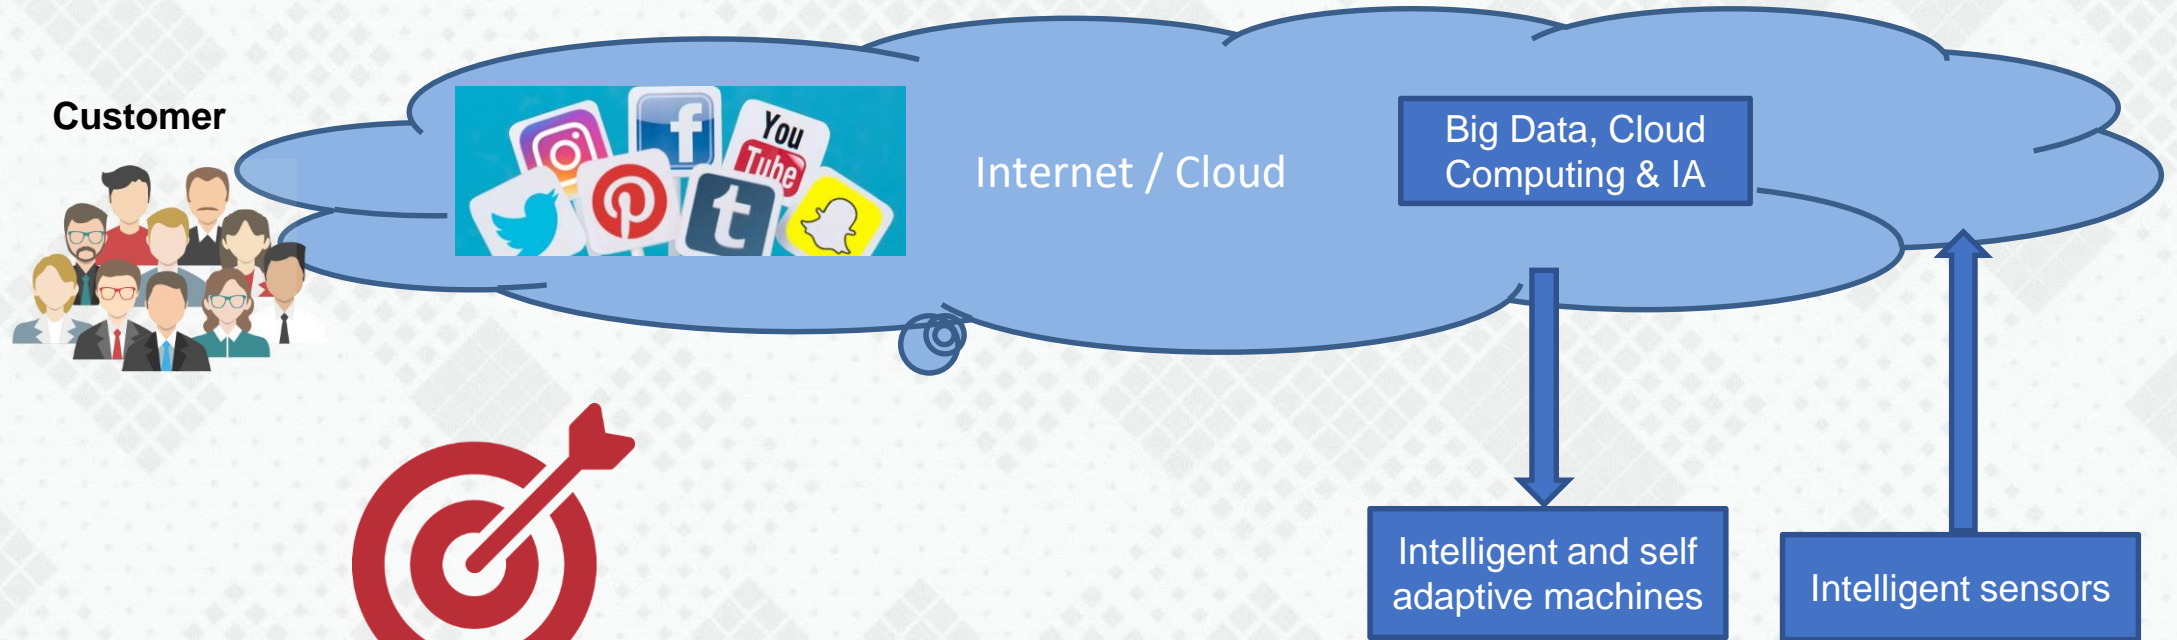 Customer
You
Tube
f
t
Internet / Cloud
Big Data, Cloud
Computing & IA
Intelligent and self
adaptive machines
Intelligent sensors